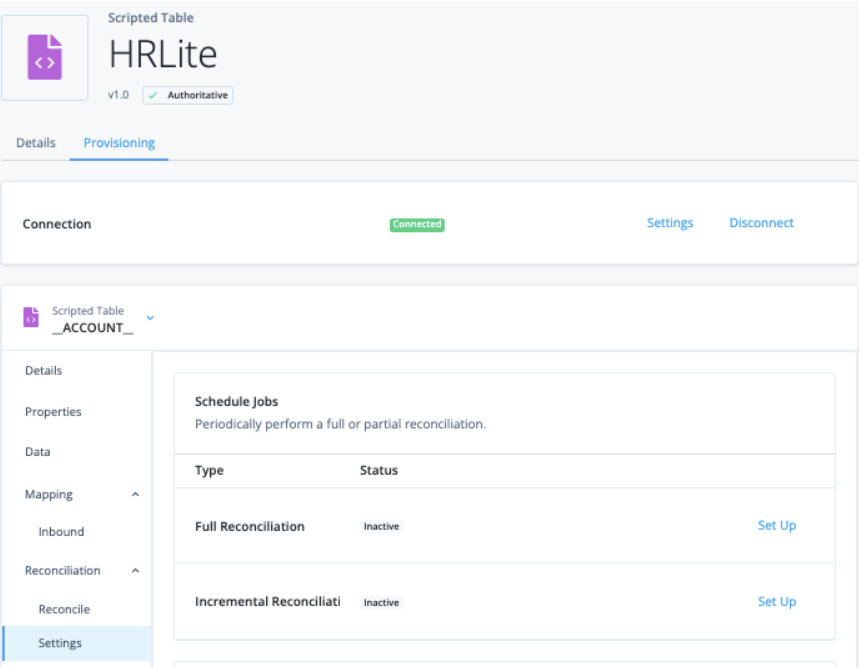 Scripted Table
HRLite
v1.0 Authoritative
Details Provisioning
Connection Connected Settings Disconnect
Scripted Table
__ACCOUNT__
Details
Properties
Data
Mapping
Inbound
Reconciliation
Reconcile
Settings
Schedule Jobs
Periodically perform a full or partial reconciliation.
Type Status
Full Reconciliation Inactive Set Up
Incremental Reconciliati Inactive Set Up